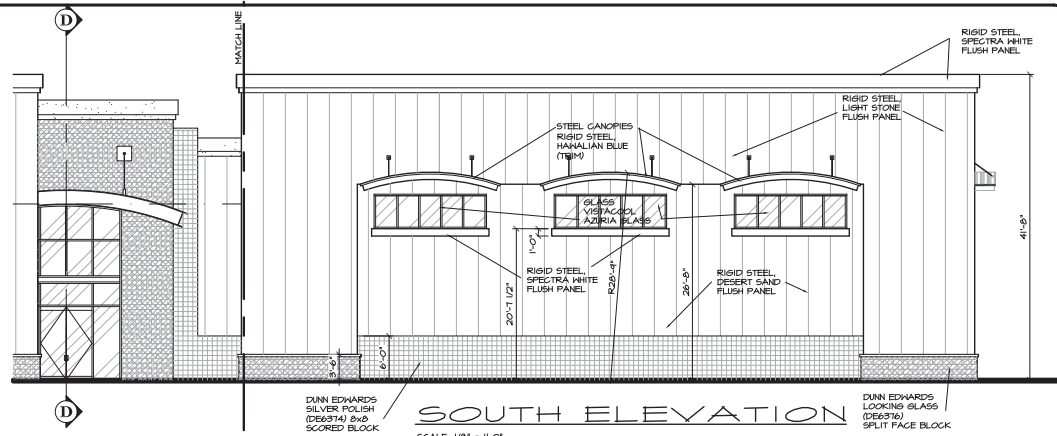 D
MATCH LINE
RIGID STEEL,
SPECTRA WHITE
FLUSH PANEL
RIGID STEEL,
LIGHT STONE
FLUSH PANEL
STEEL CANOPIES
RIGID STEEL,
HAWAIIAN BLUE
(TRIM)
GLASS
VISTACOOL
AZURIA GLASS
41'-8"
1'-0"
RIGID STEEL,
SPECTRA WHITE
FLUSH PANEL
R28'-9"
26'-8"
RIGID STEEL,
DESERT SAND
FLUSH PANEL
20'-7 1/2"
6'-0"
3'-6"
D
DUNN EDWARDS
SILVER POLISH
(DE6374) 8x8
SCORED BLOCK
SOUTH ELEVATION
DUNN EDWARDS
LOOKING GLASS
(DE6376)
SPLIT FACE BLOCK